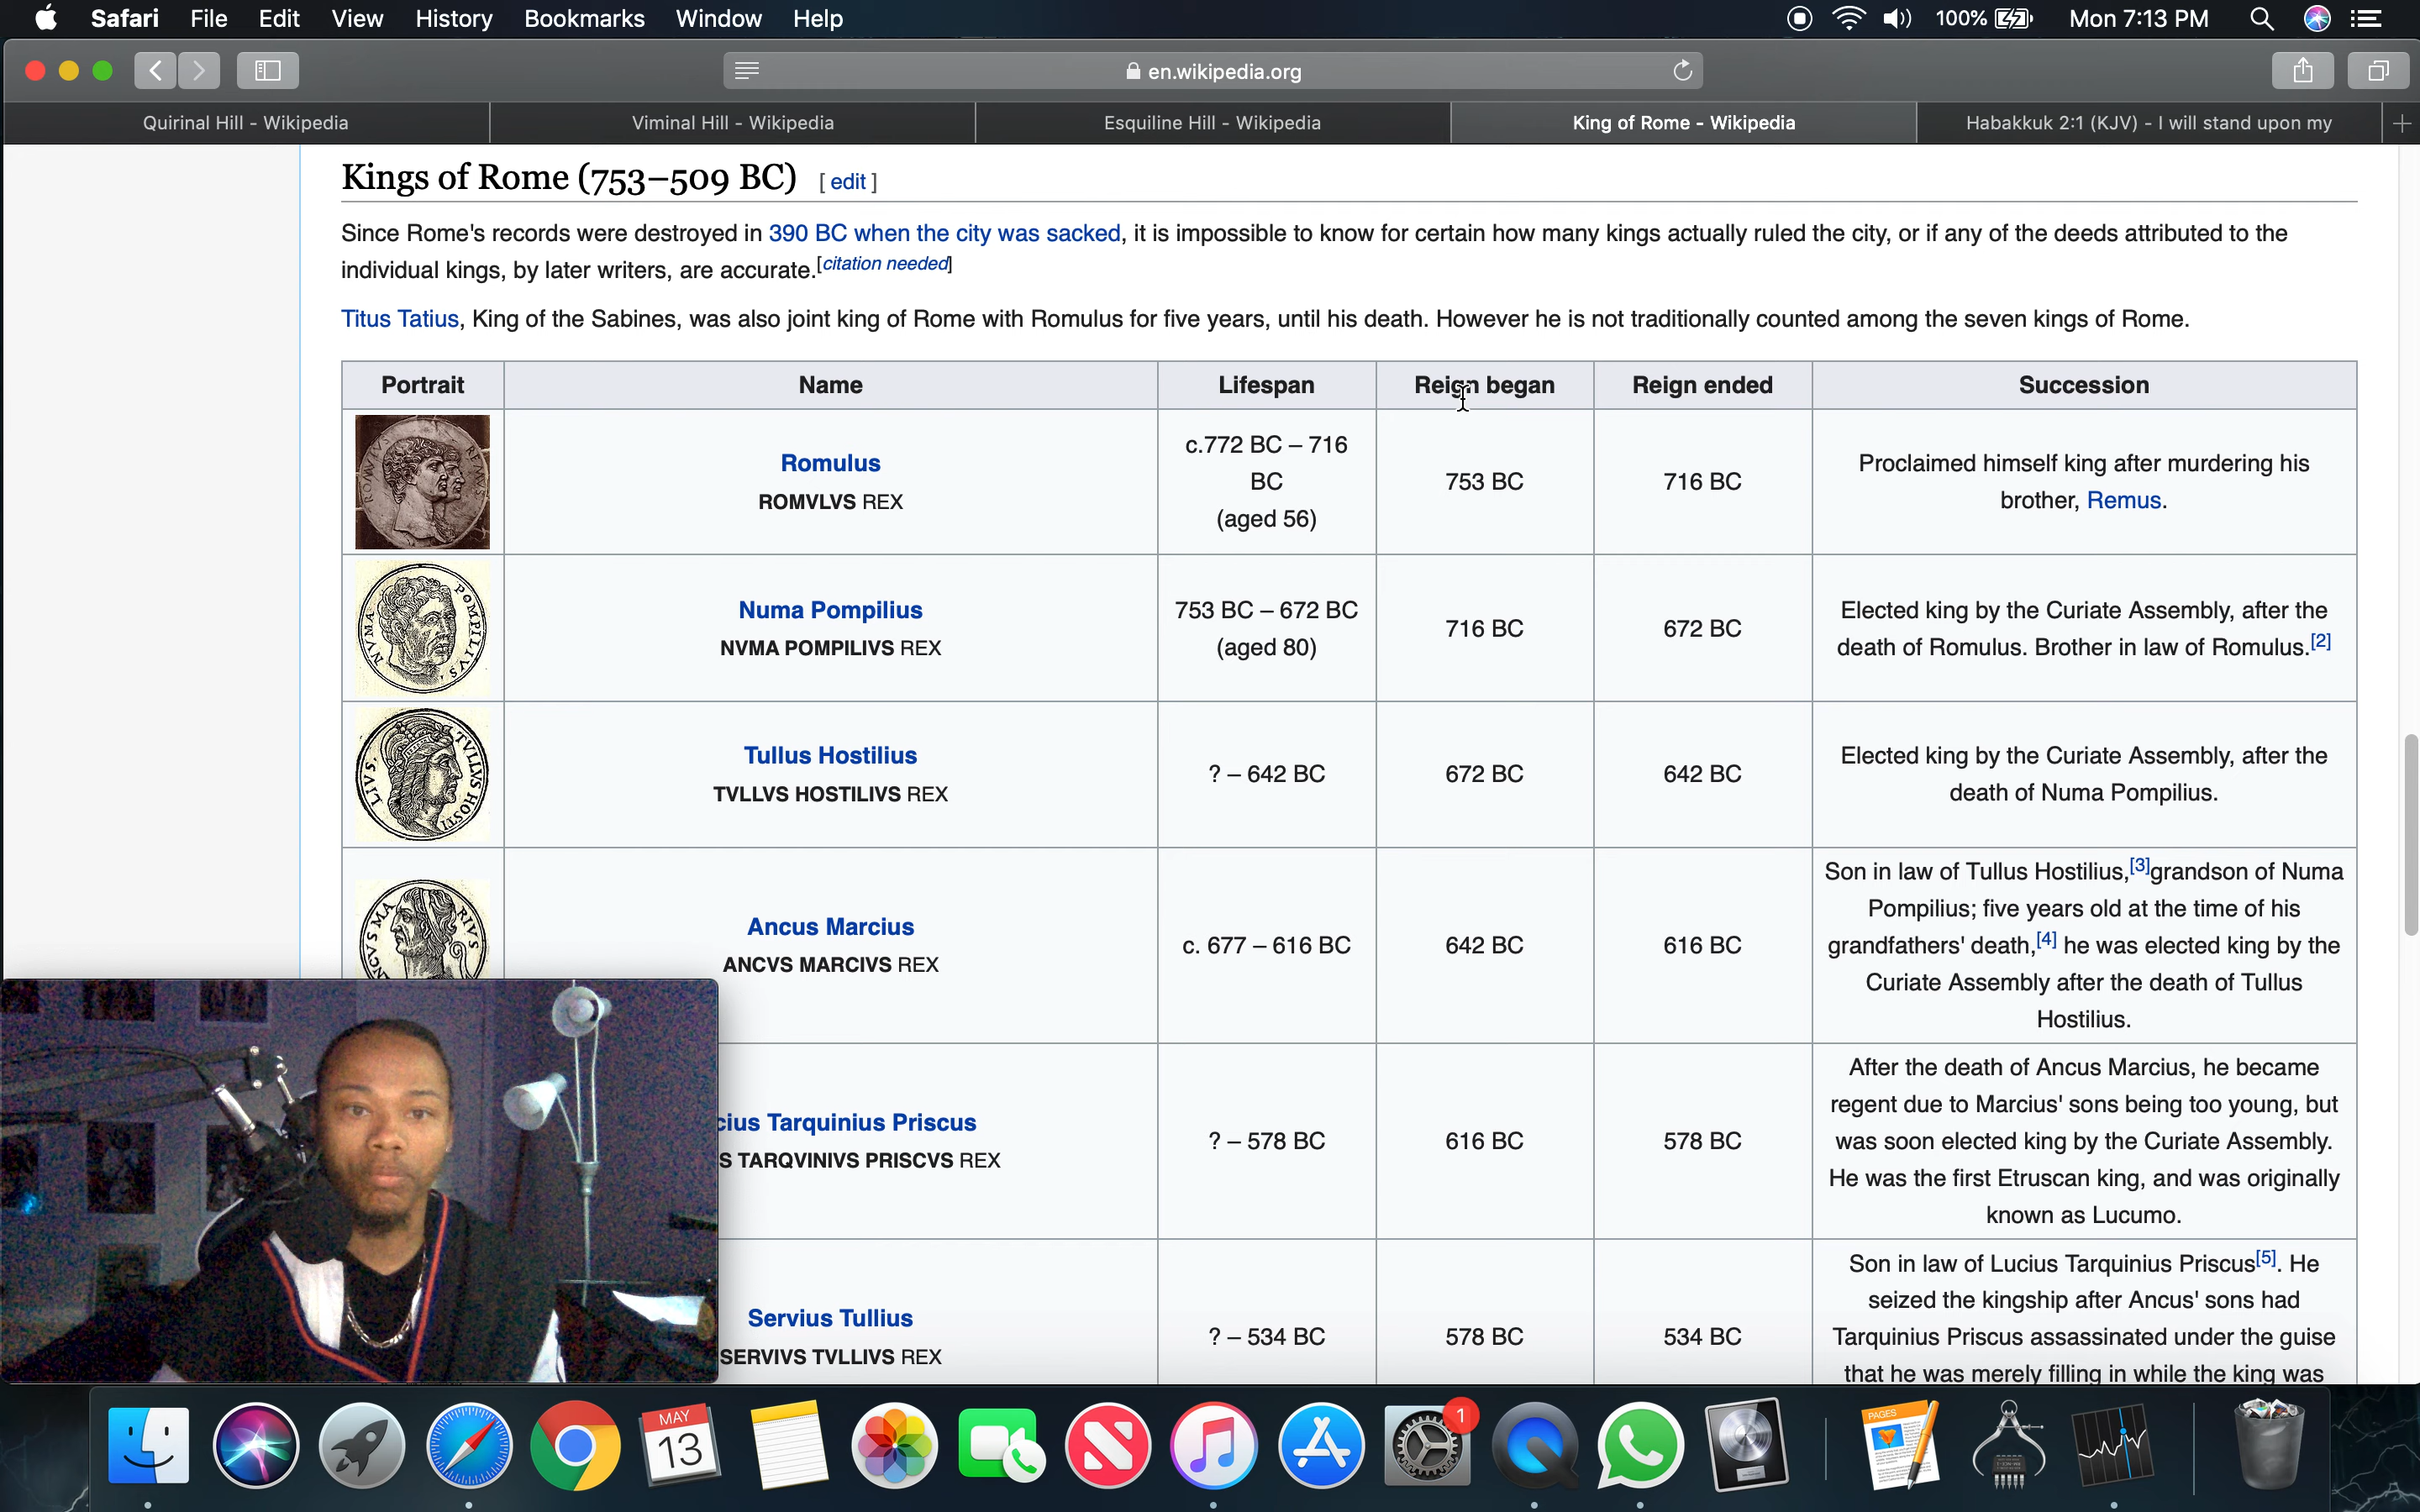 Safari File Edit View History Bookmarks Window Help 100% Mon 7:13 PM
en.wikipedia.org
Quirinal Hill - Wikipedia
Viminal Hill - Wikipedia
Esquiline Hill - Wikipedia
King of Rome - Wikipedia
Habakkuk 2:1 (KJV) - I will stand upon my
Kings of Rome (753–509 BC) [ edit ]
Since Rome's records were destroyed in 390 BC when the city was sacked, it is impossible to know for certain how many kings actually ruled the city, or if any of the deeds attributed to the
individual kings, by later writers, are accurate.[citation needed]
Titus Tatius, King of the Sabines, was also joint king of Rome with Romulus for five years, until his death. However he is not traditionally counted among the seven kings of Rome.
Portrait Name Lifespan Reign began Reign ended Succession
ROMVLVS REMVS
Romulus
ROMVLVS REX
c.772 BC – 716
BC
(aged 56)
753 BC
716 BC
Proclaimed himself king after murdering his
brother, Remus.
NVMA POMPILIVS
Numa Pompilius
NVMA POMPILIVS REX
753 BC – 672 BC
(aged 80)
716 BC
672 BC
Elected king by the Curiate Assembly, after the
death of Romulus. Brother in law of Romulus.[2]
TVLLVS HOSTI LIVS.
Tullus Hostilius
TVLLVS HOSTILIVS REX
? – 642 BC
672 BC
642 BC
Elected king by the Curiate Assembly, after the
death of Numa Pompilius.
ANCVS MA RIVS
Ancus Marcius
ANCVS MARCIVS REX
c. 677 – 616 BC
642 BC
616 BC
Son in law of Tullus Hostilius,[3]grandson of Numa
Pompilius; five years old at the time of his
grandfathers' death,[4] he was elected king by the
Curiate Assembly after the death of Tullus
Hostilius.
cius Tarquinius Priscus
S TARQVINIVS PRISCVS REX
? – 578 BC
616 BC
578 BC
After the death of Ancus Marcius, he became
regent due to Marcius' sons being too young, but
was soon elected king by the Curiate Assembly.
He was the first Etruscan king, and was originally
known as Lucumo.
Servius Tullius
SERVIVS TVLLIVS REX
? – 534 BC
578 BC
534 BC
Son in law of Lucius Tarquinius Priscus[5]. He
seized the kingship after Ancus' sons had
Tarquinius Priscus assassinated under the guise
that he was merely filling in while the king was
MAY
13
1
PAGES